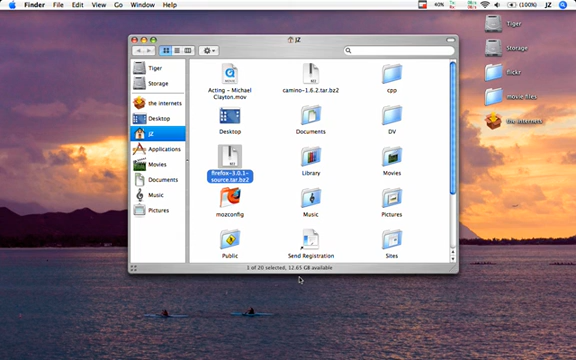 Finder File Edit View Go Window Help
40%
(100%) JZ
JZ
Tiger
Storage
the internets
Desktop
JZ
Applications
Movies
Documents
Music
Pictures
Acting - Michael
Clayton.mov
camino-1.6.2.tar.bz2
cpp
Desktop
Documents
DV
firefox-3.0.1-
source.tar.bz2
Library
Movies
mozconfig
Music
Pictures
Public
Send Registration
Sites
1 of 20 selected, 12.65 GB available
Tiger
Storage
flickr
movie files
the internets